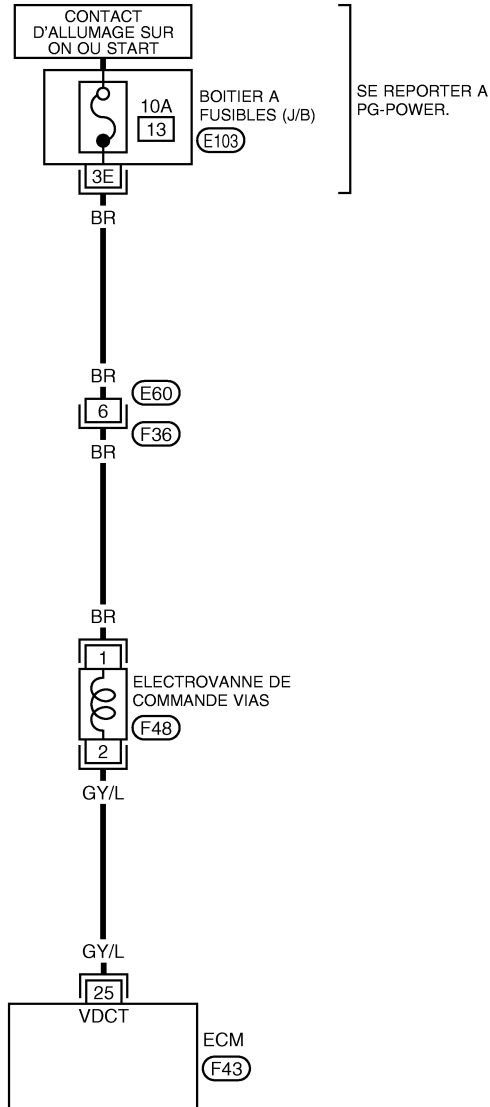 CONTACT
D'ALLUMAGE SUR
ON OU START
10A
13
BOITIER A
FUSIBLES (J/B)
E103
SE REPORTER A
PG-POWER.
3E
BR
BR
E60
6
F36
BR
BR
1
ELECTROVANNE DE
COMMANDE VIAS
F48
2
GY/L
GY/L
25
VDCT
ECM
F43